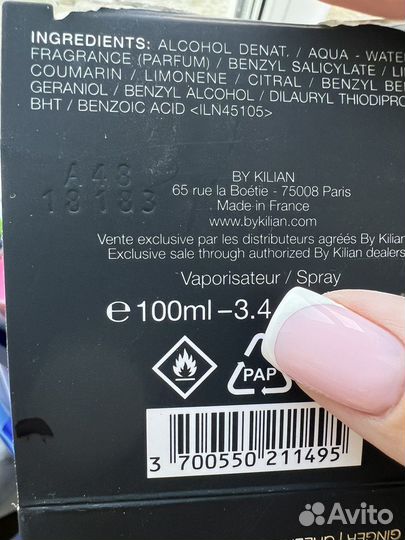 INGREDIENTS: ALCOHOL DENAT. / AQUA - WATER
FRAGRANCE (PARFUM) / BENZYL SALICYLATE / LI
COUMARIN / LIMONENE / CITRAL / BENZYL BE
GERANIOL / BENZYL ALCOHOL / DILAURYL THIODIPRO
BHT / BENZOIC ACID <ILN45105>
A48
18183
BY KILIAN
65 rue la Boétie - 75008 Paris
Made in France
www.bykilian.com
Vente exclusive par les distributeurs agréés By Kilian
Exclusive sale through authorized By Kilian dealers
Vaporisateur / Spray
℮ 100ml – 3.4
PAP
3 700550 211495
GINGER
Avito